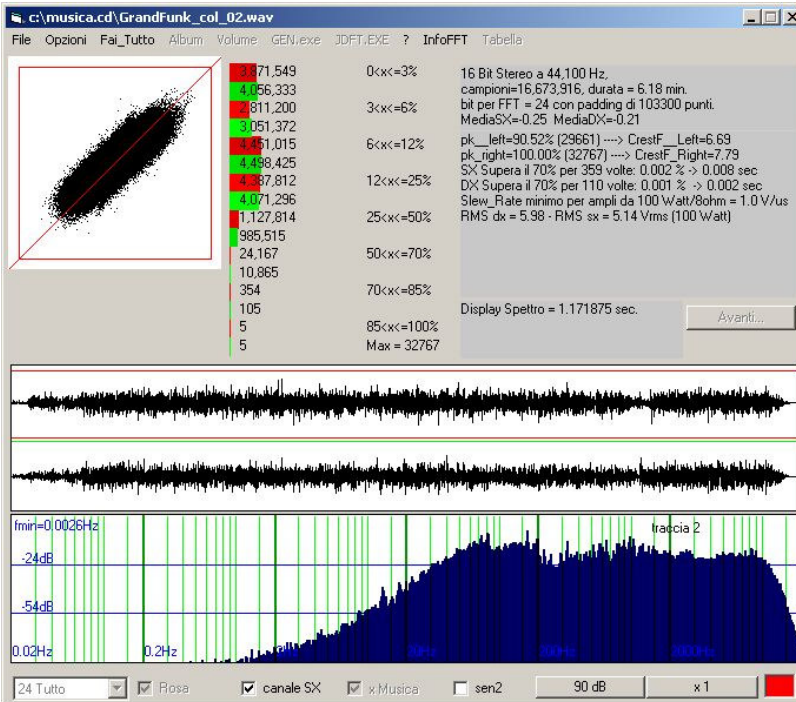 c:\musica.cd\GrandFunk_col_02.wav
File Opzioni Fai_Tutto Album Volume GEN.exe JDFT.EXE ? InfoFFT Tabella
3,871,549 0<x<=3%
4,056,333
2,811,200 3<x<=6%
3,051,372
4,451,015 6<x<=12%
4,498,425
4,387,812 12<x<=25%
4,071,296
1,127,814 25<x<=50%
985,515
24,167 50<x<=70%
10,865
354 70<x<=85%
105
5 85<x<=100%
5 Max = 32767
16 Bit Stereo a 44,100 Hz,
campioni=16,673,916, durata = 6.18 min.
bit per FFT = 24 con padding di 103300 punti.
MediaSX=-0.25 MediaDX=-0.21
pk__left=90.52% (29661) ----> CrestF__Left=6.69
pk_right=100.00% (32767) ---> CrestF_Right=7.79
SX Supera il 70% per 359 volte: 0.002 % -> 0.008 sec
DX Supera il 70% per 110 volte: 0.001 % -> 0.002 sec
Slew_Rate minimo per ampli da 100 Watt/8ohm = 1.0 V/us
RMS dx = 5.98 - RMS sx = 5.14 Vrms (100 Watt)
Display Spettro = 1.171875 sec.
Avanti...
fmin=0.0026Hz
traccia 2
-24dB
-54dB
0.02Hz 0.2Hz 20Hz 200Hz 2000Hz
24 Tutto Rosa canale SX x Musica sen2 90 dB x 1